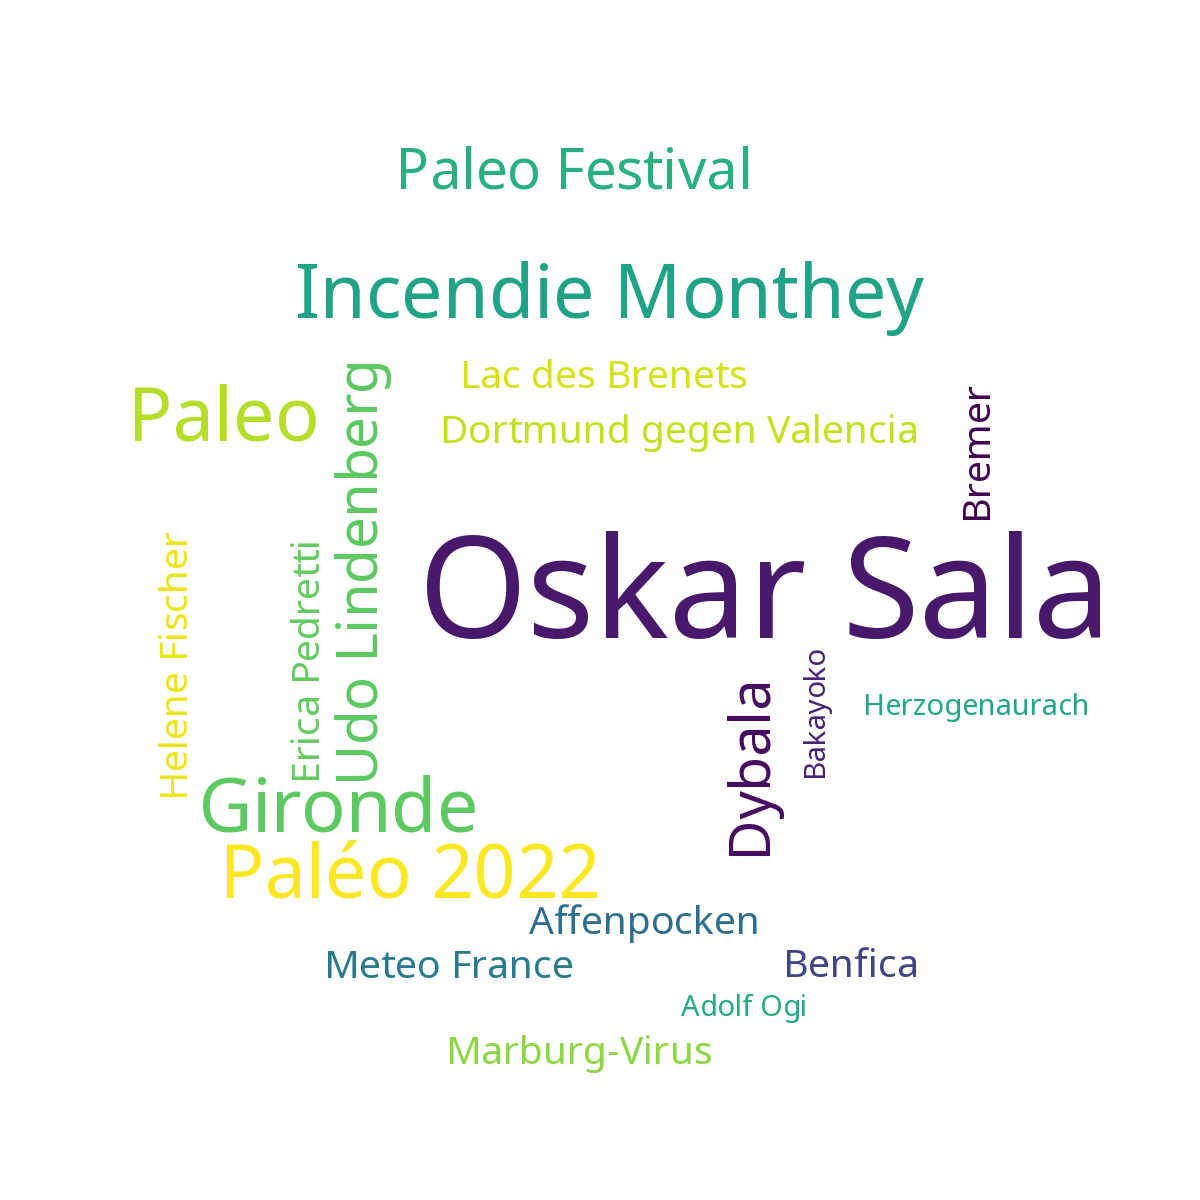 Paleo Festival
Incendie Monthey
Lac des Brenets
Paleo
Udo Lindenberg
Dortmund gegen Valencia
Bremer
Oskar Sala
Helene Fischer
Erica Pedretti
Dybala
Bakayoko
Herzogenaurach
Gironde
Paléo 2022
Affenpocken
Meteo France
Benfica
Adolf Ogi
Marburg-Virus